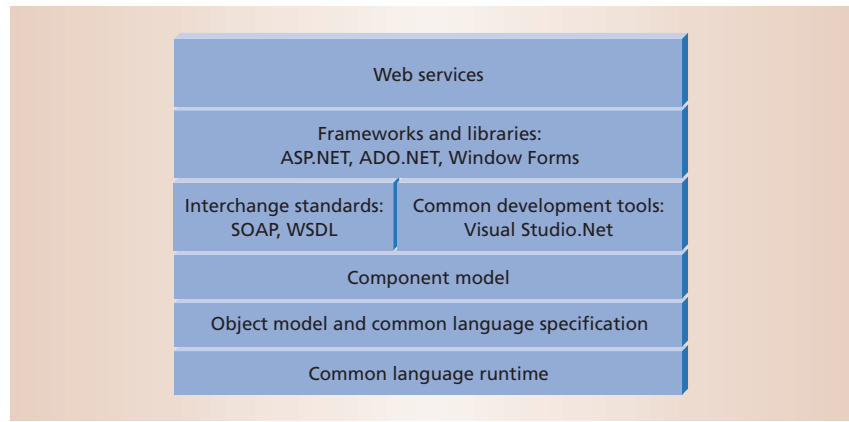 Web services
Frameworks and libraries:
ASP.NET, ADO.NET, Window Forms
Interchange standards:
SOAP, WSDL
Common development tools:
Visual Studio.Net
Component model
Object model and common language specification
Common language runtime